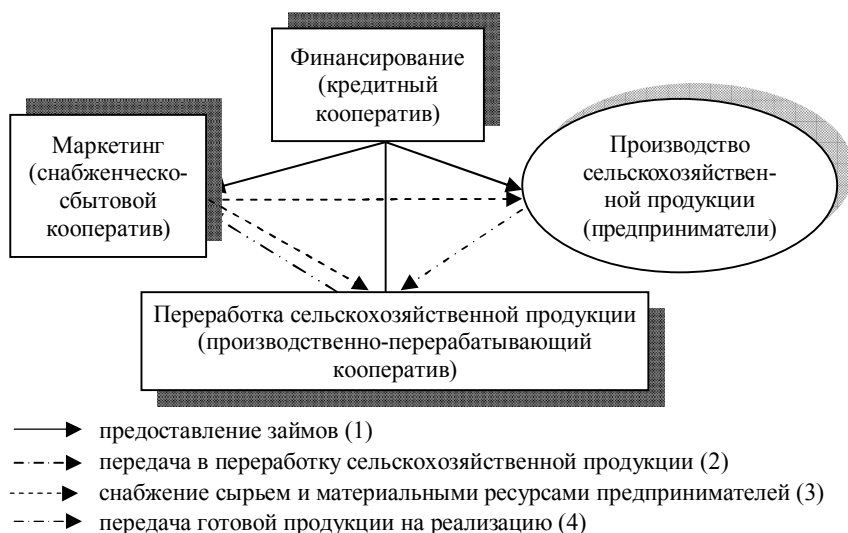 Финансирование
(кредитный
кооператив)
Маркетинг
(снабженческо-
сбытовой
кооператив)
Производство
сельскохозяйствен-
ной продукции
(предприниматели)
Переработка сельскохозяйственной продукции
(производственно-перерабатывающий
кооператив)
предоставление займов (1)
передача в переработку сельскохозяйственной продукции (2)
снабжение сырьем и материальными ресурсами предпринимателей (3)
передача готовой продукции на реализацию (4)